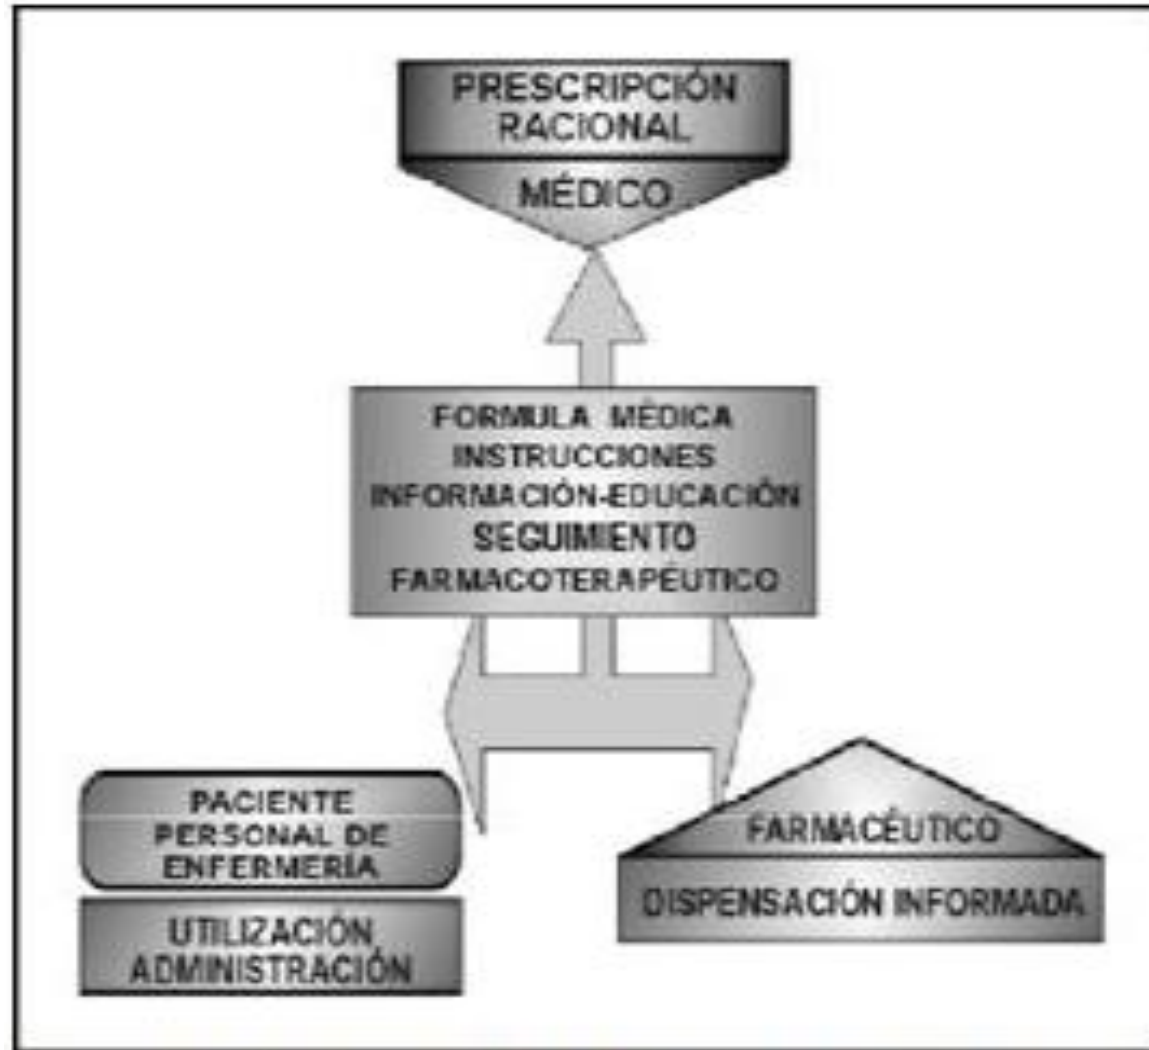 PRESCRIPCIÓN
RACIONAL
MÉDICO
FORMULA MÉDICA
INSTRUCCIONES
INFORMACIÓN-EDUCACIÓN
SEGUIMIENTO
FARMACOTERAPÉUTICO
PACIENTE
PERSONAL DE
ENFERMERÍA
UTILIZACIÓN
ADMINISTRACIÓN
FARMACÉUTICO
DISPENSACIÓN INFORMADA